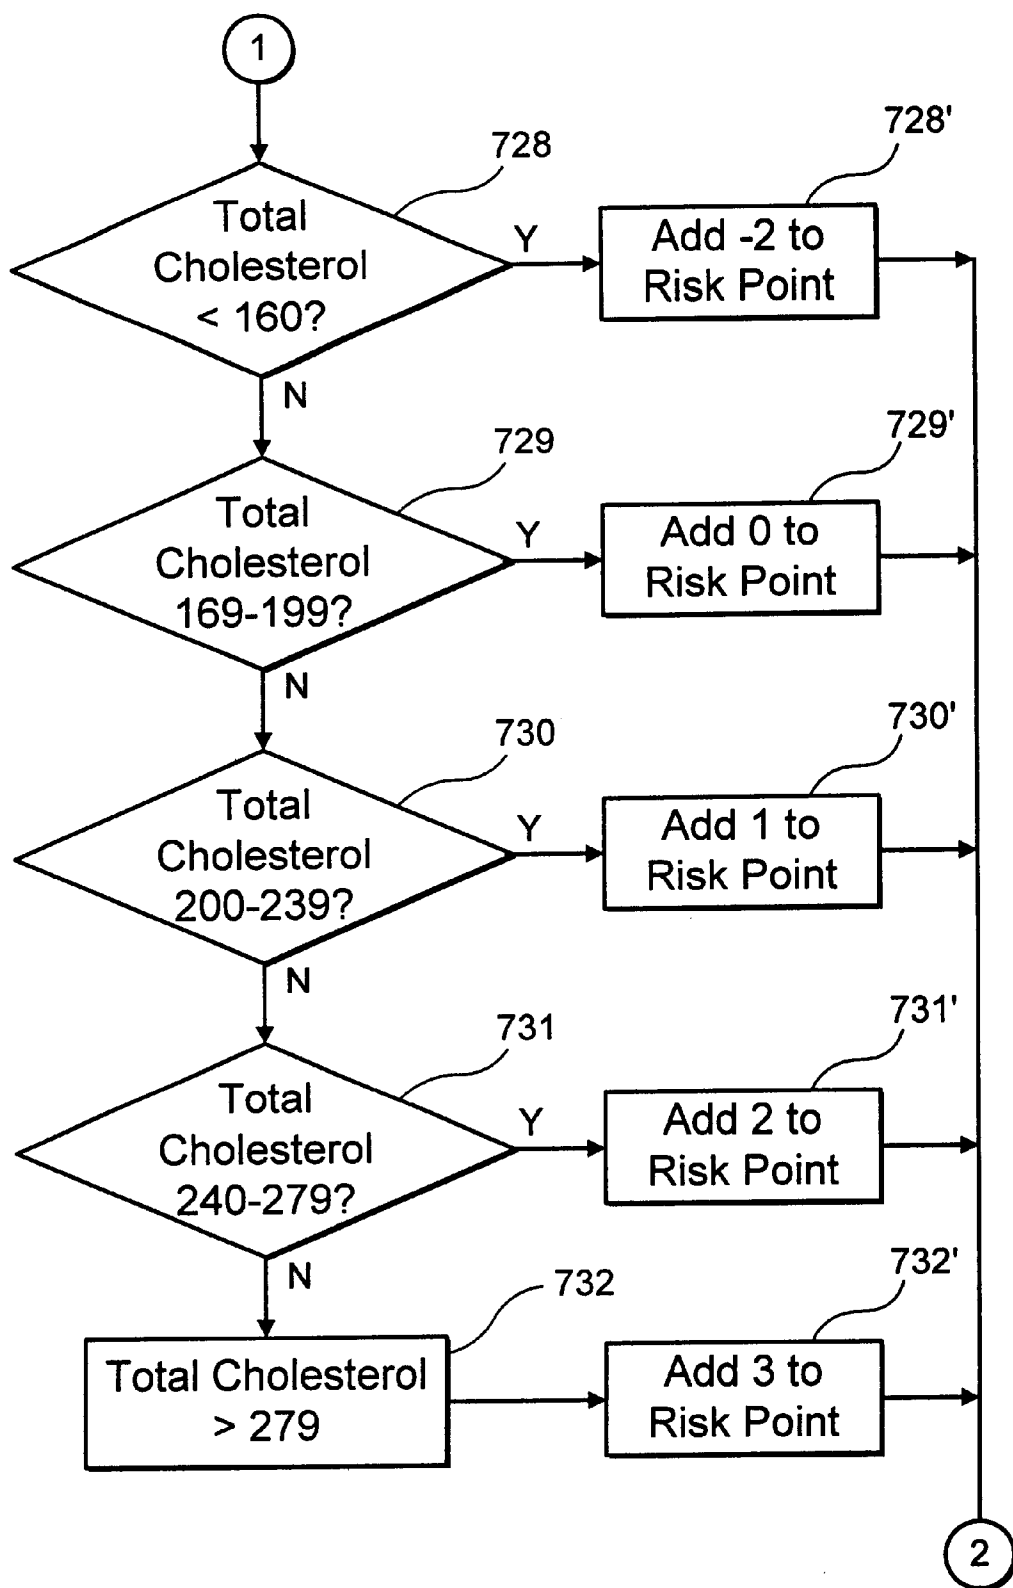 1
728
728'
Total
Cholesterol
< 160?
Y
Add -2 to
Risk Point
N
729
729'
Total
Cholesterol
169-199?
Y
Add 0 to
Risk Point
N
730
730'
Total
Cholesterol
200-239?
Y
Add 1 to
Risk Point
N
731
731'
Total
Cholesterol
240-279?
Y
Add 2 to
Risk Point
N
732
732'
Total Cholesterol
> 279
Add 3 to
Risk Point
2